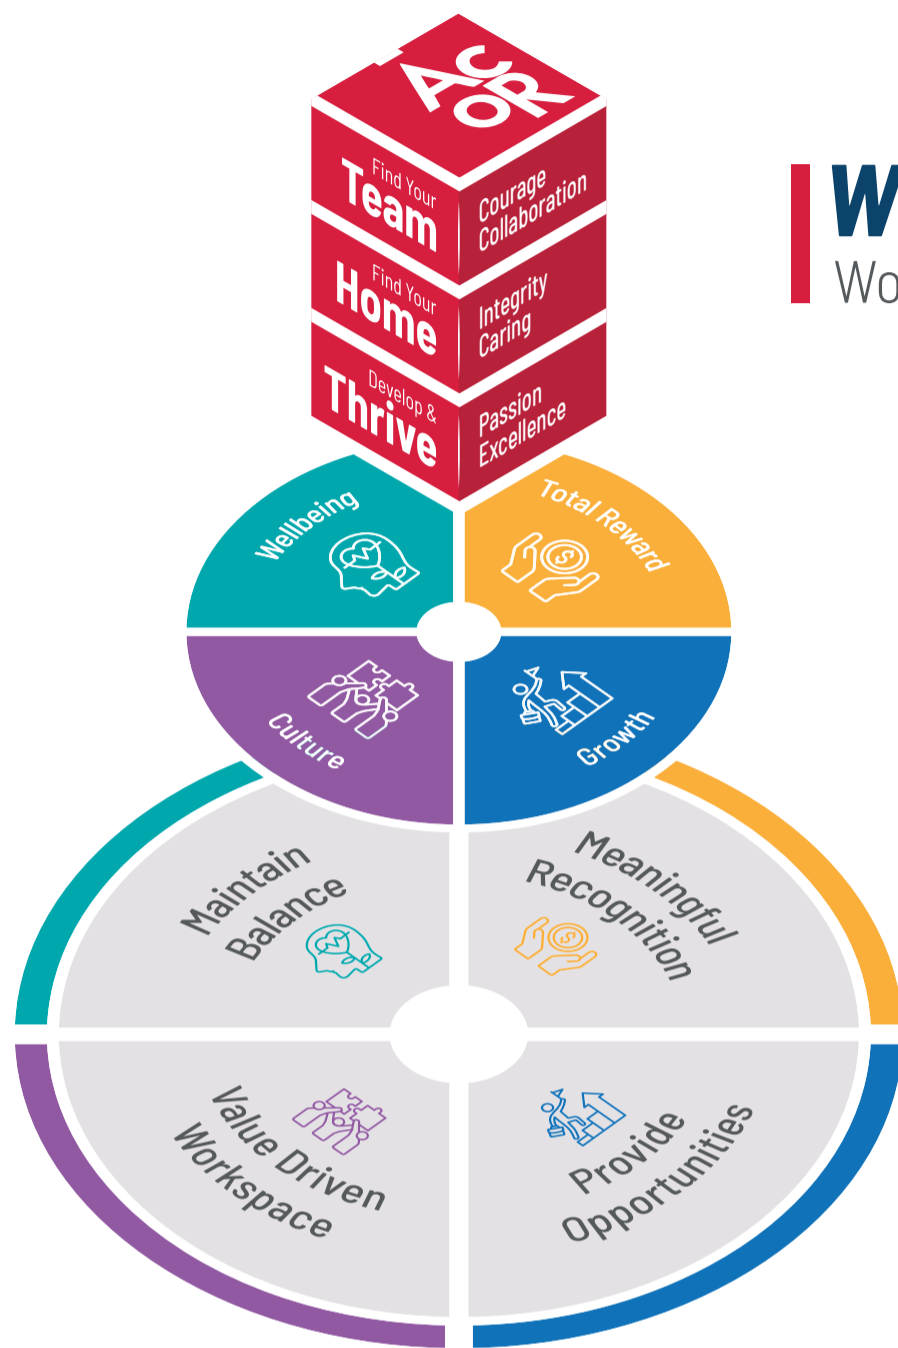 AcOR
Find Your
Team
Courage
Collaboration
Find Your
Home
Integrity
Caring
Develop &
Thrive
Passion
Excellence
Wellbeing
Total Reward
$
Culture
Growth
Maintain
Balance
Meaningful
Recognition
$
Value Driven
Workspace
Provide
Opportunities